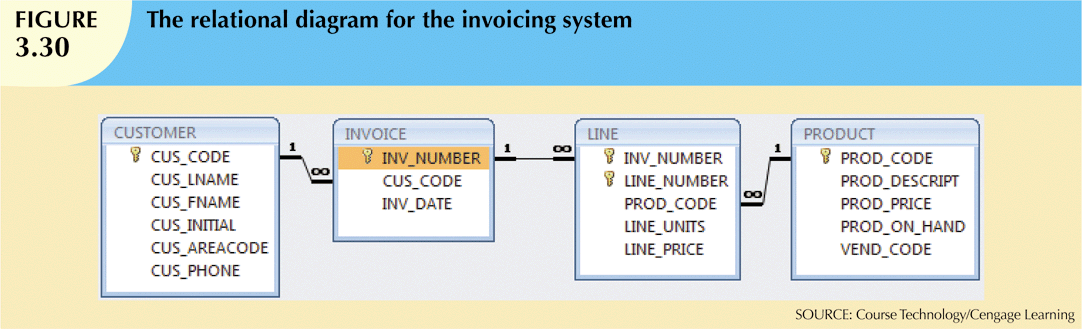 FIGURE
3.30
The relational diagram for the invoicing system
CUSTOMER
CUS_CODE
CUS_LNAME
CUS_FNAME
CUS_INITIAL
CUS_AREACODE
CUS_PHONE
1
∞
INVOICE
INV_NUMBER
CUS_CODE
INV_DATE
1
∞
LINE
INV_NUMBER
LINE_NUMBER
PROD_CODE
LINE_UNITS
LINE_PRICE
1
∞
PRODUCT
PROD_CODE
PROD_DESCRIPT
PROD_PRICE
PROD_ON_HAND
VEND_CODE
SOURCE: Course Technology/Cengage Learning